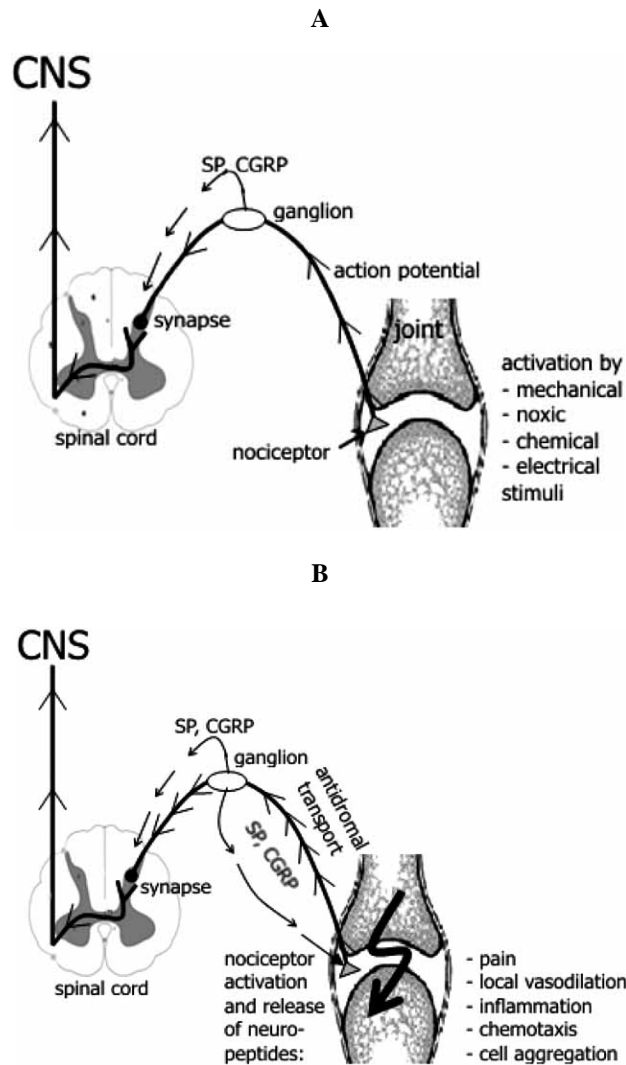 A
CNS
SP, CGRP
ganglion
action potential
synapse
joint
spinal cord
nociceptor
activation by
- mechanical
- noxic
- chemical
- electrical
stimuli
B
CNS
SP, CGRP
ganglion
antidromal
transport
SP, CGRP
synapse
spinal cord
nociceptor
activation
and release
of neuro-
peptides:
- pain
- local vasodilation
- inflammation
- chemotaxis
- cell aggregation